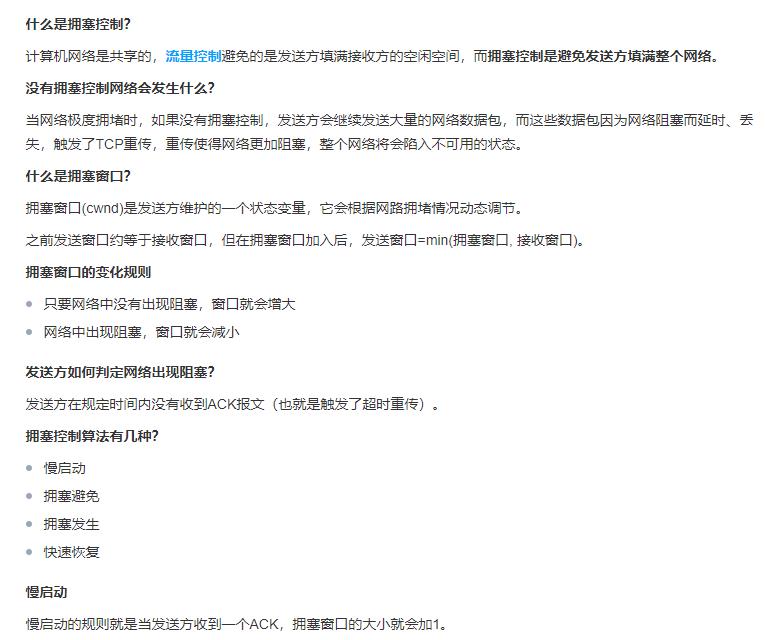 什么是拥塞控制？
计算机网络是共享的，流量控制避免的是发送方填满接收方的空闲空间，而拥塞控制是避免发送方填满整个网络。
没有拥塞控制网络会发生什么？
当网络极度拥堵时，如果没有拥塞控制，发送方会继续发送大量的网络数据包，而这些数据包因为网络阻塞而延时、丢
失，触发了TCP重传，重传使得网络更加阻塞，整个网络将会陷入不可用的状态。
什么是拥塞窗口？
拥塞窗口(cwnd)是发送方维护的一个状态变量，它会根据网路拥堵情况动态调节。
之前发送窗口约等于接收窗口，但在拥塞窗口加入后，发送窗口=min(拥塞窗口, 接收窗口)。
拥塞窗口的变化规则
只要网络中没有出现阻塞，窗口就会增大
网络中出现阻塞，窗口就会减小
发送方如何判定网络出现阻塞？
发送方在规定时间内没有收到ACK报文（也就是触发了超时重传）。
拥塞控制算法有几种？
慢启动
拥塞避免
拥塞发生
快速恢复
慢启动
慢启动的规则就是当发送方收到一个ACK，拥塞窗口的大小就会加1。